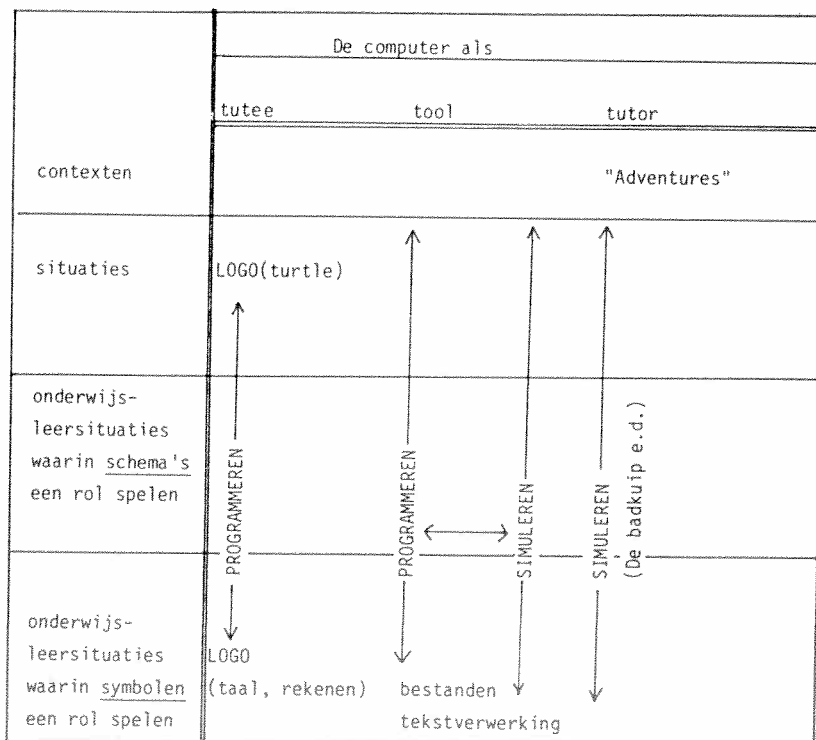 De computer als
tutee tool tutor
contexten "Adventures"
situaties LOGO(turtle)
onderwijs-
leersituaties
waarin schema's
een rol spelen
PROGRAMMEREN
PROGRAMMEREN
SIMULEREN
SIMULEREN
(De badkuip e.d.)
onderwijs-
leersituaties LOGO
waarin symbolen (taal, rekenen) bestanden
een rol spelen tekstverwerking